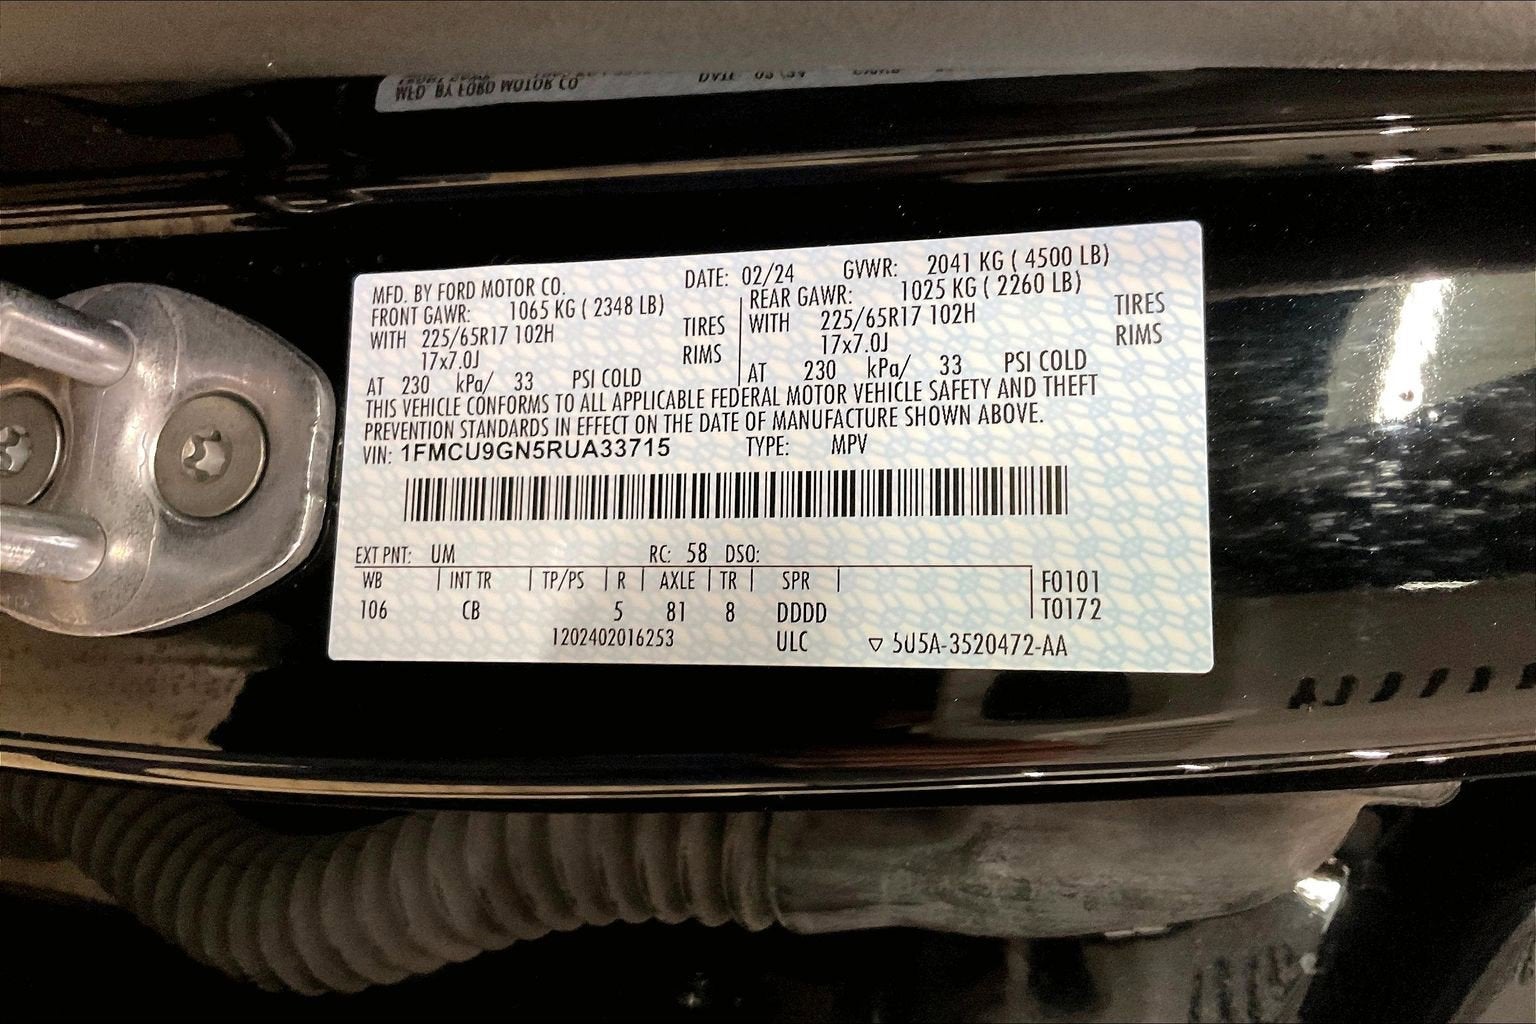 MFD. BY FORD MOTOR CO. DATE: 02/24 GVWR: 2041 KG ( 4500 LB)
FRONT GAWR: 1065 KG ( 2348 LB) REAR GAWR: 1025 KG ( 2260 LB)
WITH 225/65R17 102H TIRES WITH 225/65R17 102H TIRES
17x7.0J RIMS 17x7.0J RIMS
AT 230 kPa/ 33 PSI COLD AT 230 kPa/ 33 PSI COLD
THIS VEHICLE CONFORMS TO ALL APPLICABLE FEDERAL MOTOR VEHICLE SAFETY AND THEFT
PREVENTION STANDARDS IN EFFECT ON THE DATE OF MANUFACTURE SHOWN ABOVE.
VIN: 1FMCU9GN5RUA33715 TYPE: MPV
EXT PNT: UM RC: 58 DSO:
WB INT TR TP/PS R AXLE TR SPR F0101
106 CB 5 81 8 DDDD T0172
1202402016253 ULC ▽ 5U5A-3520472-AA